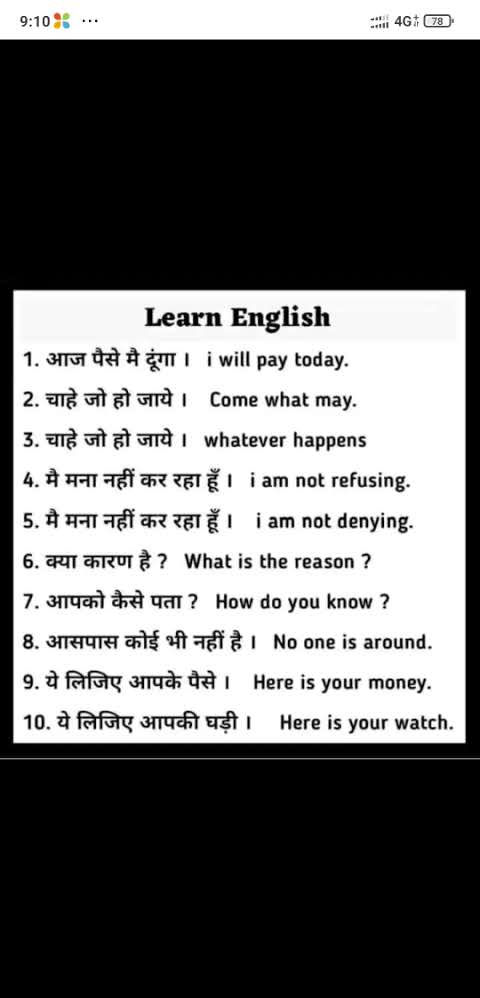 9:10 ... 4G 78
Learn English
1. आज पैसे मै दूंगा । i will pay today.
2. चाहे जो हो जाये । Come what may.
3. चाहे जो हो जाये । whatever happens
4. मै मना नहीं कर रहा हूँ । i am not refusing.
5. मै मना नहीं कर रहा हूँ । i am not denying.
6. क्या कारण है ? What is the reason ?
7. आपको कैसे पता ? How do you know ?
8. आसपास कोई भी नहीं है । No one is around.
9. ये लिजिए आपके पैसे । Here is your money.
10. ये लिजिए आपकी घड़ी । Here is your watch.